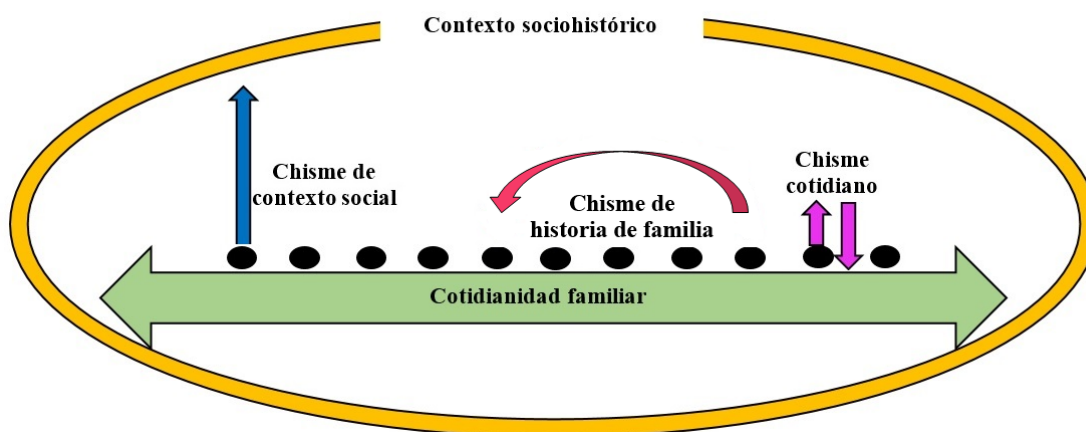 Contexto sociohistórico
Chisme de
contexto social
Chisme de
historia de familia
Chisme
cotidiano
Cotidianidad familiar